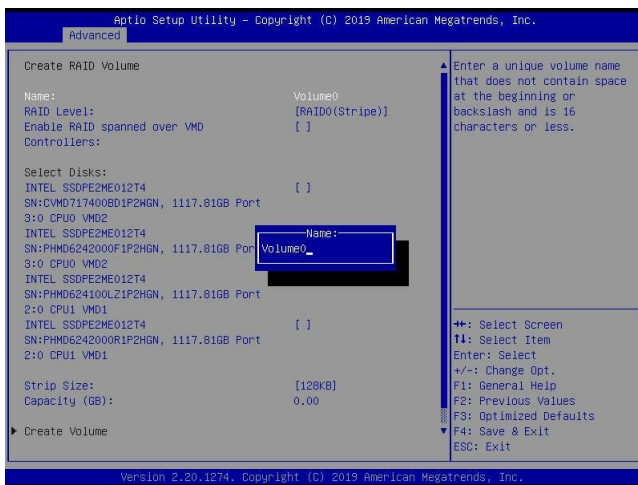 Aptio Setup Utility – Copyright (C) 2019 American Megatrends, Inc.
Advanced
Create RAID Volume
Name: Volume0
RAID Level: [RAID0(Stripe)]
Enable RAID spanned over VMD [ ]
Controllers:
Select Disks:
INTEL SSDPE2ME012T4 [ ]
SN:CVMD717400BD1P2WGN, 1117.81GB Port
3:0 CPU0 VMD2
INTEL SSDPE2ME012T4
SN:PHMD6242000F1P2HGN, 1117.81GB Por
3:0 CPU0 VMD2
INTEL SSDPE2ME012T4
SN:PHMD624100LZ1P2HGN, 1117.81GB Port
2:0 CPU1 VMD1
INTEL SSDPE2ME012T4 [ ]
SN:PHMD6242000R1P2HGN, 1117.81GB Port
2:0 CPU1 VMD1
Strip Size: [128KB]
Capacity (GB): 0.00
Create Volume
Name:
Volume0_
Enter a unique volume name
that does not contain space
at the beginning or
backslash and is 16
characters or less.
→←: Select Screen
↑↓: Select Item
Enter: Select
+/-: Change Opt.
F1: General Help
F2: Previous Values
F3: Optimized Defaults
F4: Save & Exit
ESC: Exit
Version 2.20.1274. Copyright (C) 2019 American Megatrends, Inc.